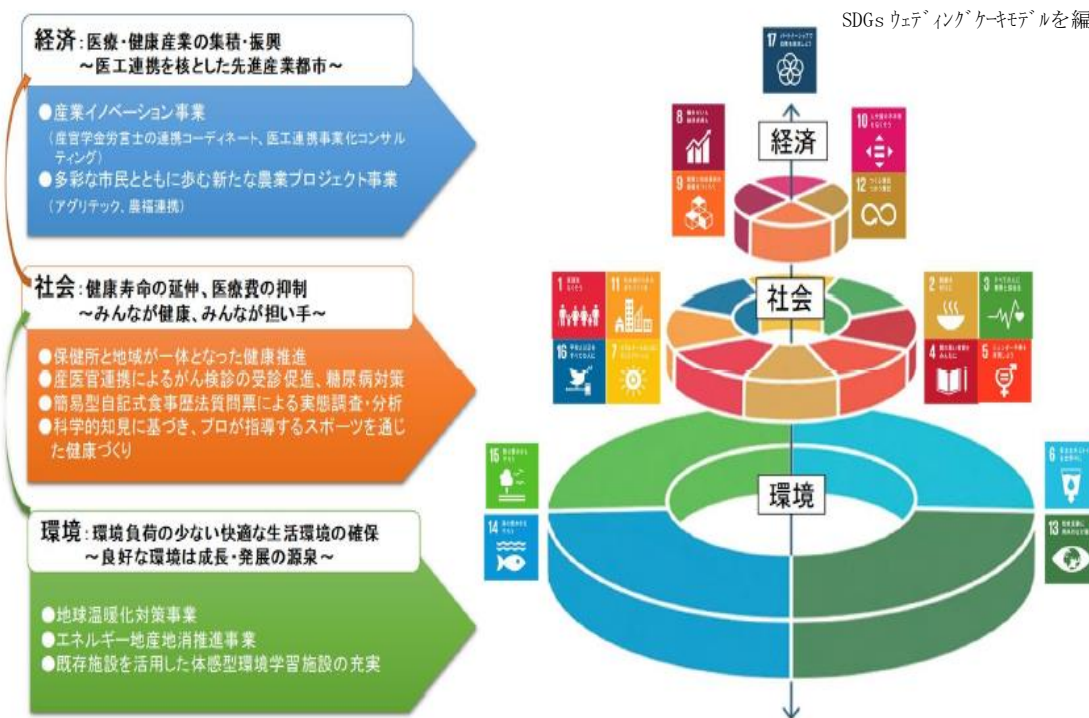 SDGs ウェディングケーキモデルを編
経済：医療・健康産業の集積・振興
～医工連携を核とした先進産業都市～
●産業イノベーション事業
（産官学金労言士の連携コーディネート、医工連携事業化コンサル
ティング）
●多彩な市民とともに歩む新たな農業プロジェクト事業
（アグリテック、農福連携）
社会：健康寿命の延伸、医療費の抑制
～みんなが健康、みんなが担い手～
●保健所と地域が一体となった健康推進
●産医官連携によるがん検診の受診促進、糖尿病対策
●簡易型自記式食事歴法質問票による実態調査・分析
●科学的知見に基づき、プロが指導するスポーツを通じ
た健康づくり
環境：環境負荷の少ない快適な生活環境の確保
～良好な環境は成長・発展の源泉～
●地球温暖化対策事業
●エネルギー地産地消推進事業
●既存施設を活用した体感型環境学習施設の充実
17
8
経済
10
9
12
1
11
社会
2
3
16
7
4
5
15
環境
6
14
13